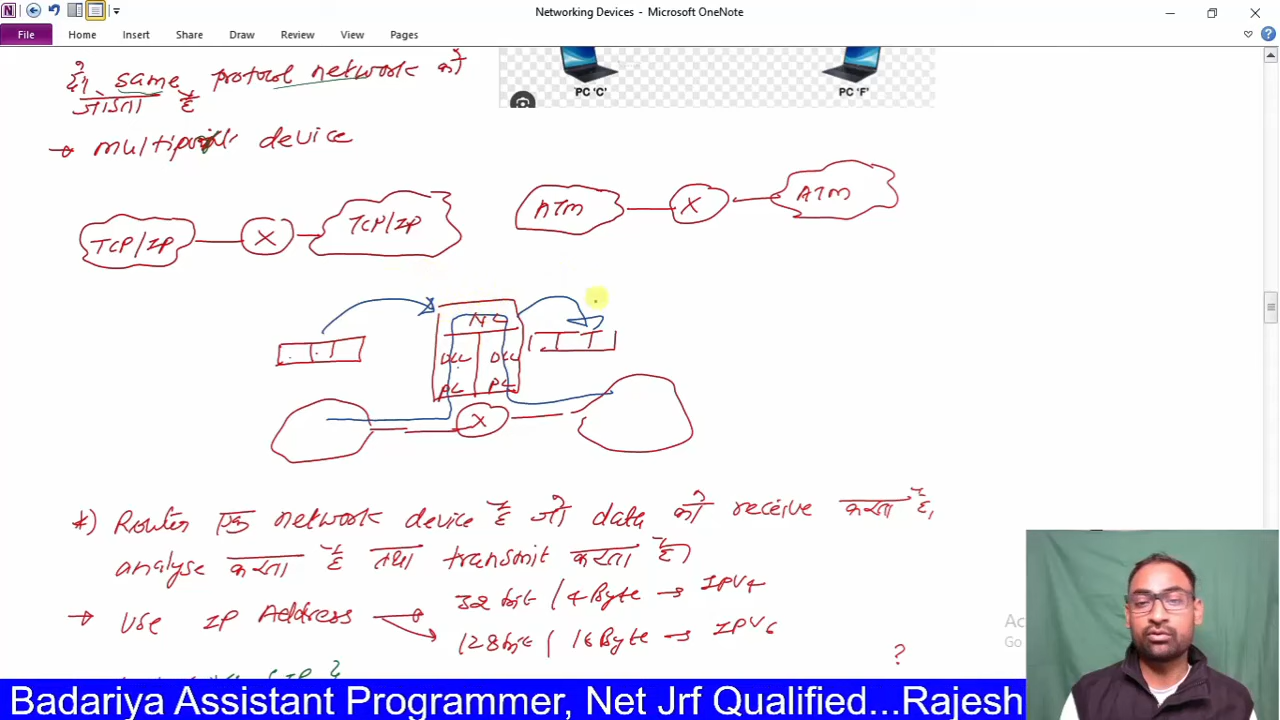 Networking Devices - Microsoft OneNote
File Home Insert Share Draw Review View Pages
same protocol network को
जोडता है
PC 'C' PC 'F'
→ device
TCP/IP X TCP/IP ATM X ATM
NL
DLL DLL
PL PL
X
*) Router एक network device है जो data को receive करता है,
analyse करता है तथा transmit करता है)
→ Use IP Address 32 bit / 4 Byte → IPV4
128 bit / 16 Byte → IPV6
?
Badariya Assistant Programmer, Net Jrf Qualified...Rajesh